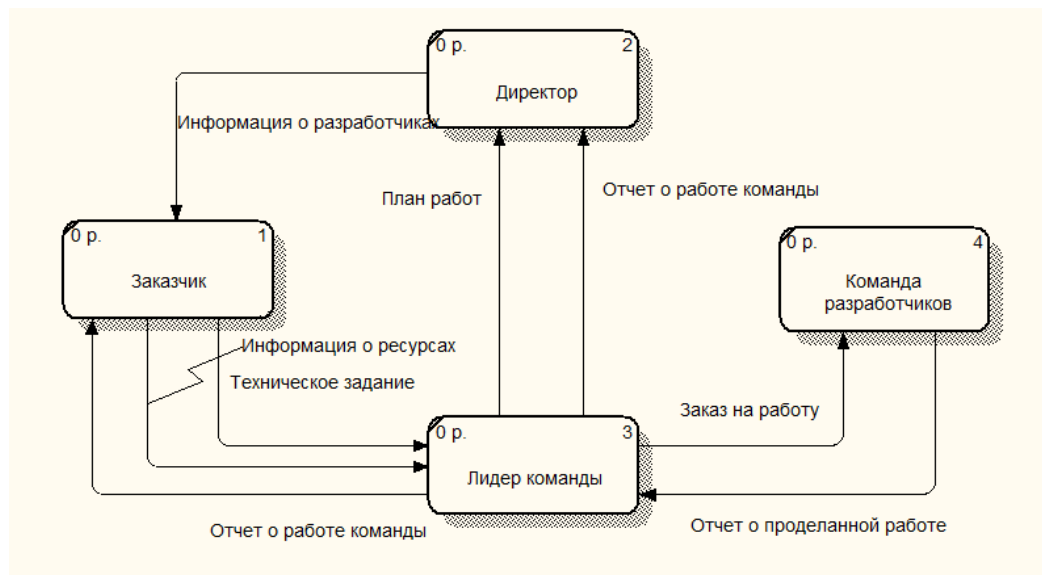 0 р. 2
Директор
Информация о разработчиках
План работ
Отчет о работе команды
0 р. 1
Заказчик
0 р. 4
Команда
разработчиков
Информация о ресурсах
Техническое задание
Заказ на работу
0 р. 3
Лидер команды
Отчет о работе команды
Отчет о проделанной работе